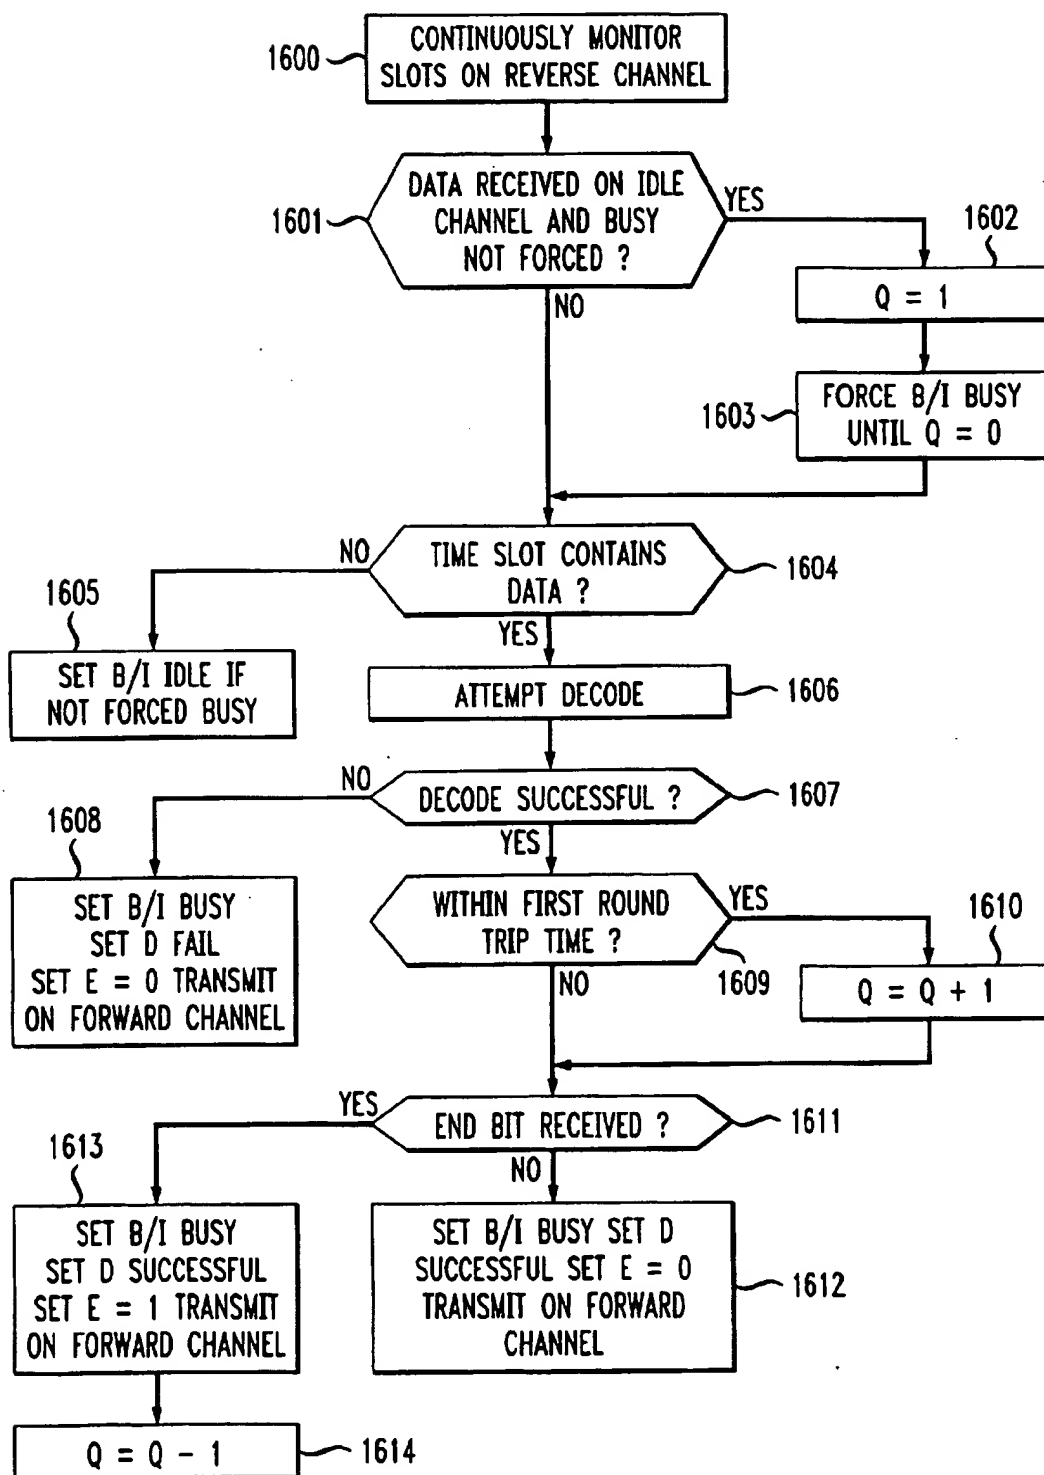 CONTINUOUSLY MONITOR
SLOTS ON REVERSE CHANNEL
1600
DATA RECEIVED ON IDLE
CHANNEL AND BUSY
NOT FORCED ?
1601
YES
NO
1602
Q = 1
FORCE B/I BUSY
UNTIL Q = 0
1603
TIME SLOT CONTAINS
DATA ?
1604
NO
YES
1605
SET B/I IDLE IF
NOT FORCED BUSY
ATTEMPT DECODE
1606
DECODE SUCCESSFUL ?
1607
NO
YES
1608
SET B/I BUSY
SET D FAIL
SET E = 0 TRANSMIT
ON FORWARD CHANNEL
WITHIN FIRST ROUND
TRIP TIME ?
1609
YES
NO
1610
Q = Q + 1
END BIT RECEIVED ?
1611
YES
NO
1613
SET B/I BUSY
SET D SUCCESSFUL
SET E = 1 TRANSMIT
ON FORWARD CHANNEL
SET B/I BUSY SET D
SUCCESSFUL SET E = 0
TRANSMIT ON FORWARD
CHANNEL
1612
Q = Q - 1
1614